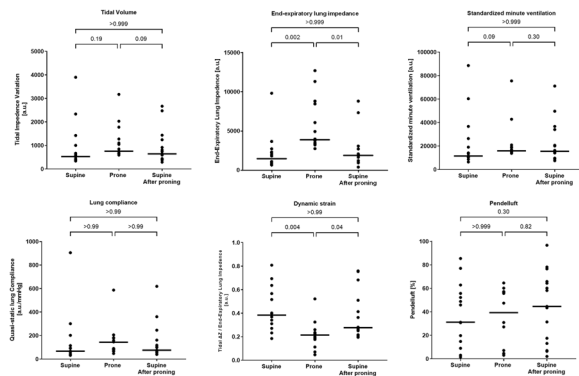 Tidal Volume
>0.999
0.19
0.09
Tidal Impedence Variation
[a.u.]
5000
4000
3000
2000
1000
0
Supine
Prone
Supine
After proning
End-expiratory lung impedance
>0.999
0.002
0.01
End-Expiratory Lung Impedence [a.u.]
15000
10000
5000
0
Supine
Prone
Supine
After proning
Standardized minute ventilation
>0.999
0.09
0.30
Standardized minute ventilation [a.u.]
100000
80000
60000
40000
20000
0
Supine
Prone
Supine
After proning
Lung compliance
>0.99
>0.99
>0.99
Quasi-static lung Compliance
[a.u./mmHg]
1000
800
600
400
200
0
Supine
Prone
Supine
After proning
Dynamic strain
>0.99
0.004
0.04
Tidal ΔZ / End-Expiratory Lung Impedance
[a.u.]
1.0
0.8
0.6
0.4
0.2
0.0
Supine
Prone
Supine
After proning
Pendelluft
0.30
>0.999
0.82
Pendelluft [%]
100
80
60
40
20
0
Supine
Prone
Supine
After proning